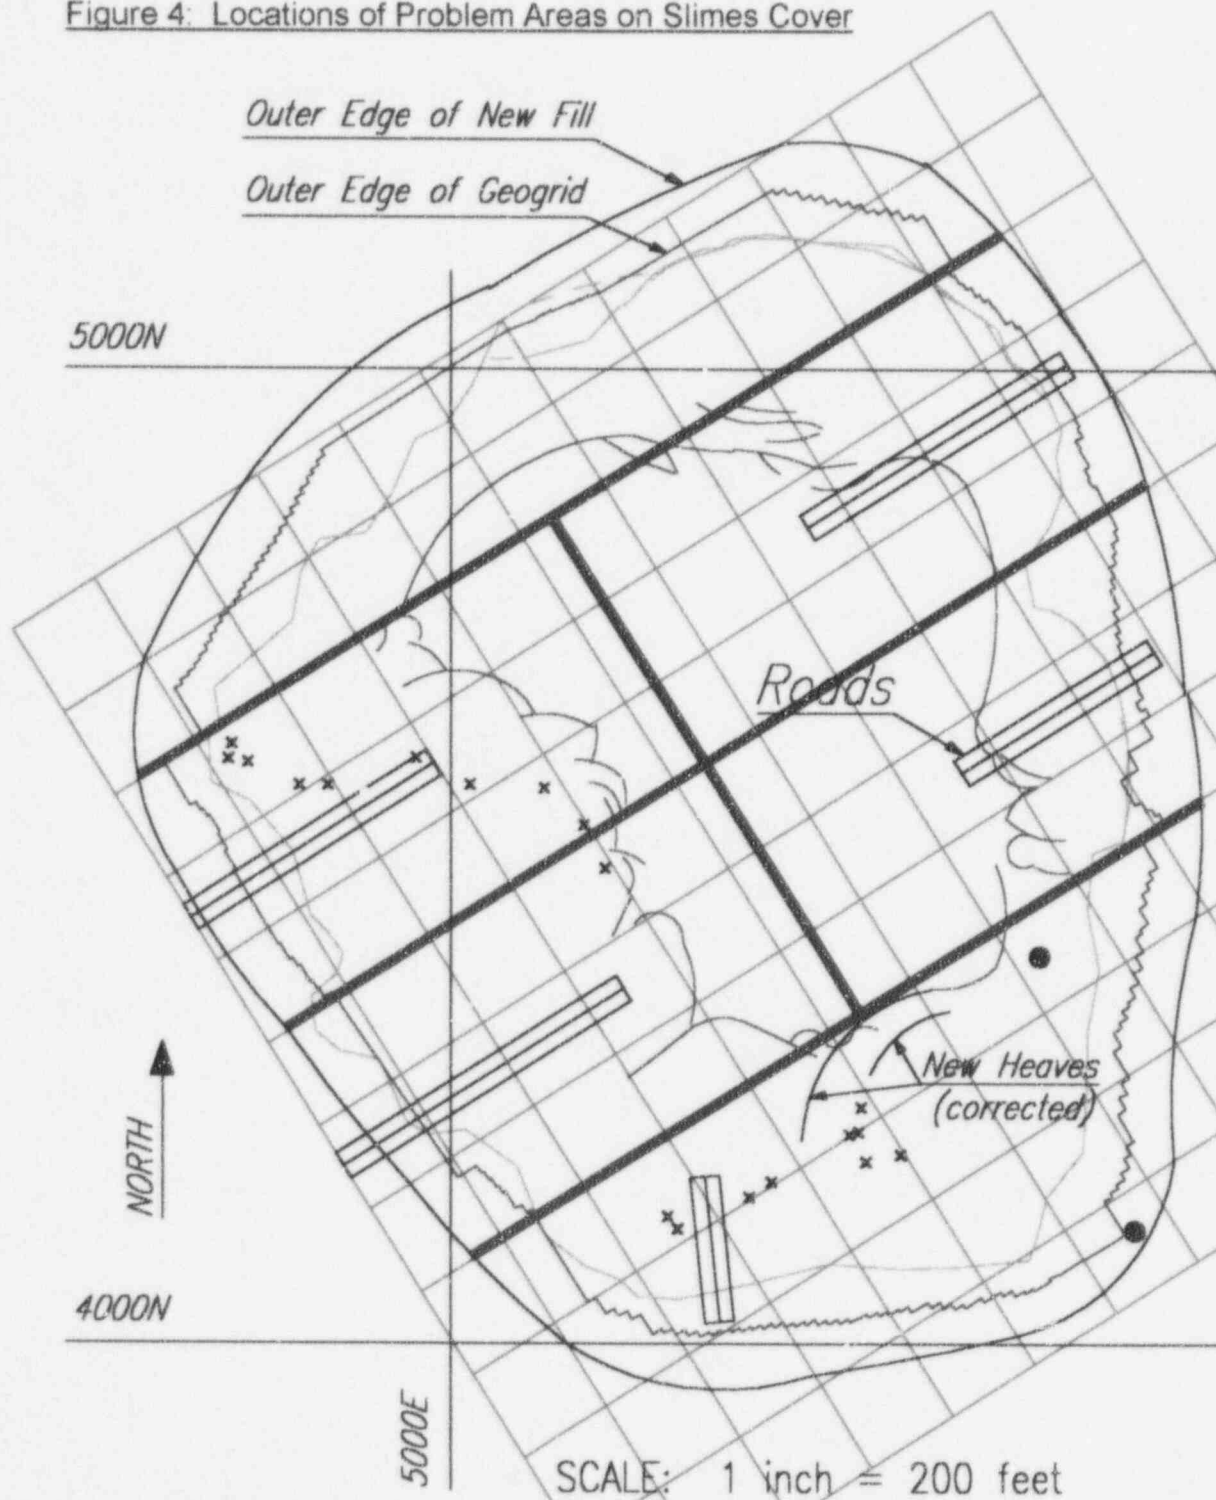 Figure 4: Locations of Problem Areas on Slimes Cover
Outer Edge of New Fill
Outer Edge of Geogrid
5000N
Roads
New Heaves
(corrected)
NORTH
4000N
5000E
SCALE: 1 inch = 200 feet